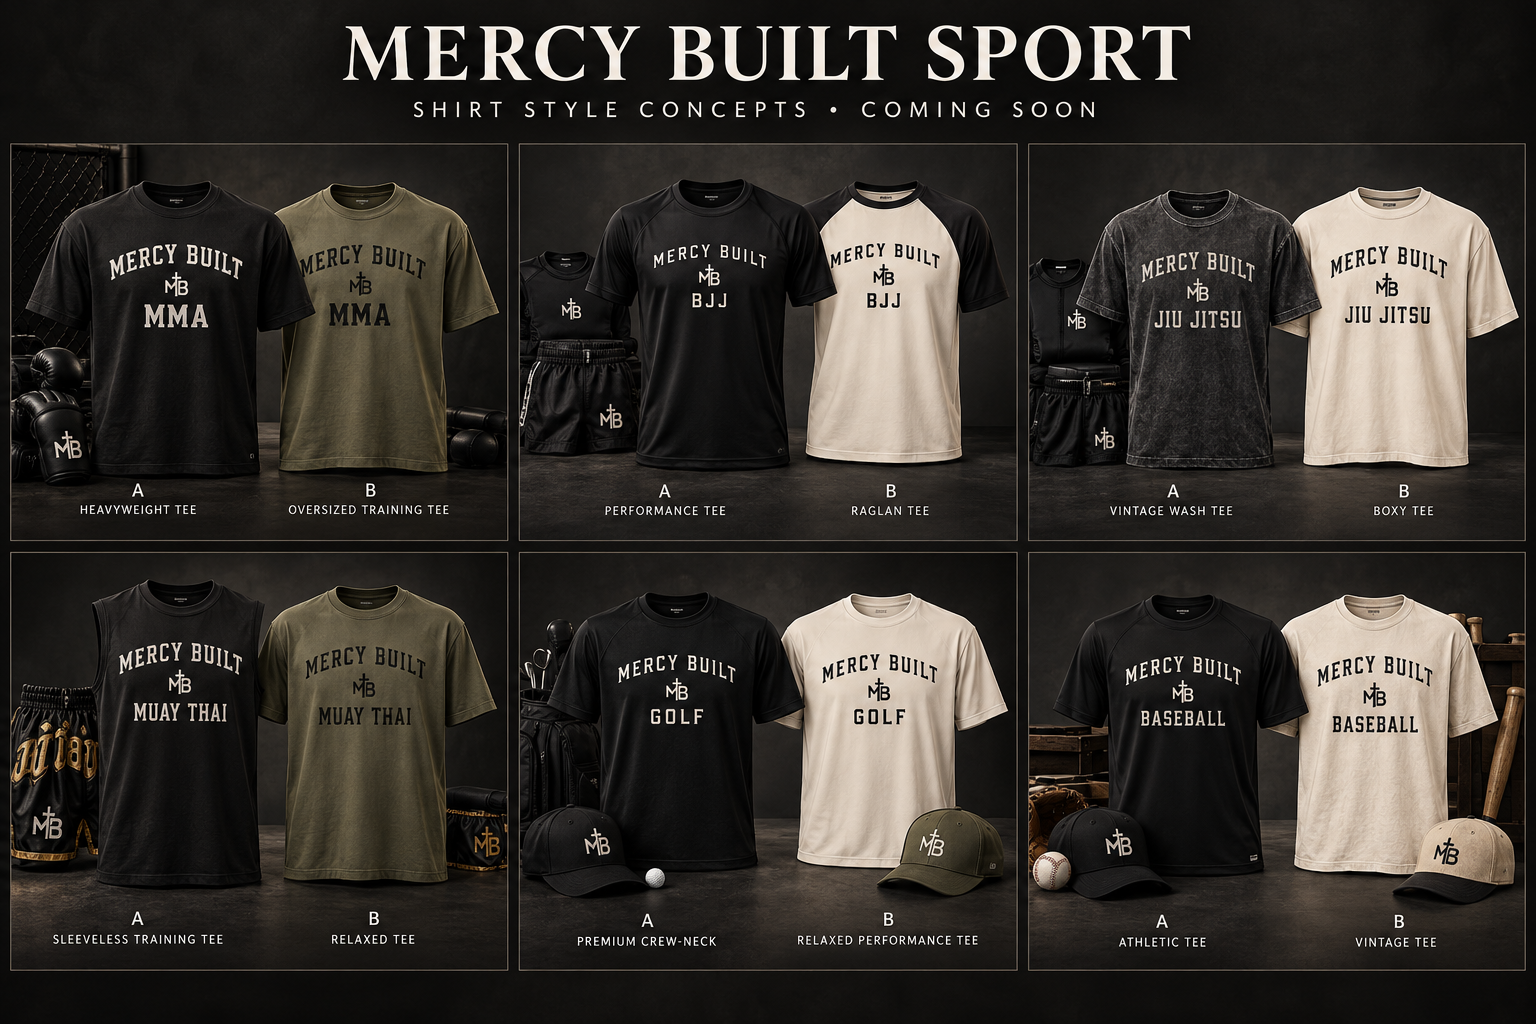 MERCY BUILT SPORT
SHIRT STYLE CONCEPTS • COMING SOON
MERCY BUILT
MB
MMA
MERCY BUILT
MB
MMA
MB
A
HEAVYWEIGHT TEE
B
OVERSIZED TRAINING TEE
MERCY BUILT
MB
BJJ
MERCY BUILT
MB
BJJ
MB
MB
A
PERFORMANCE TEE
B
RAGLAN TEE
MERCY BUILT
MB
JIU JITSU
MERCY BUILT
MB
JIU JITSU
MB
MB
A
VINTAGE WASH TEE
B
BOXY TEE
MERCY BUILT
MB
MUAY THAI
MERCY BUILT
MB
MUAY THAI
MB
MB
A
SLEEVELESS TRAINING TEE
B
RELAXED TEE
MERCY BUILT
MB
GOLF
MERCY BUILT
MB
GOLF
MB
MB
A
PREMIUM CREW-NECK
B
RELAXED PERFORMANCE TEE
MERCY BUILT
MB
BASEBALL
MERCY BUILT
MB
BASEBALL
MB
MB
A
ATHLETIC TEE
B
VINTAGE TEE